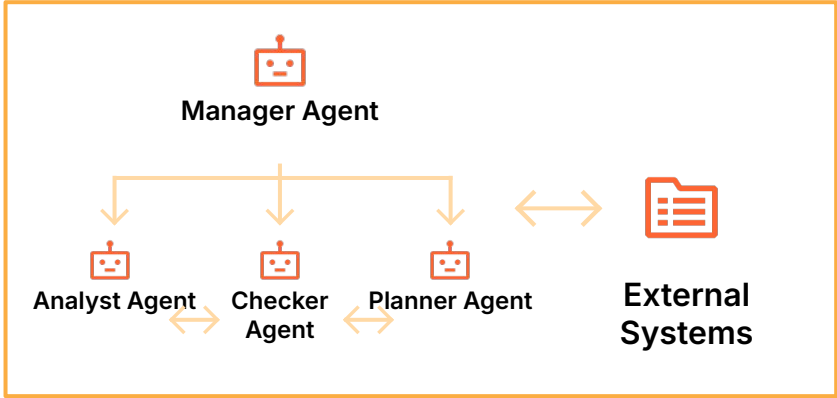 Manager Agent
Analyst Agent
Checker
Agent
Planner Agent
External
Systems